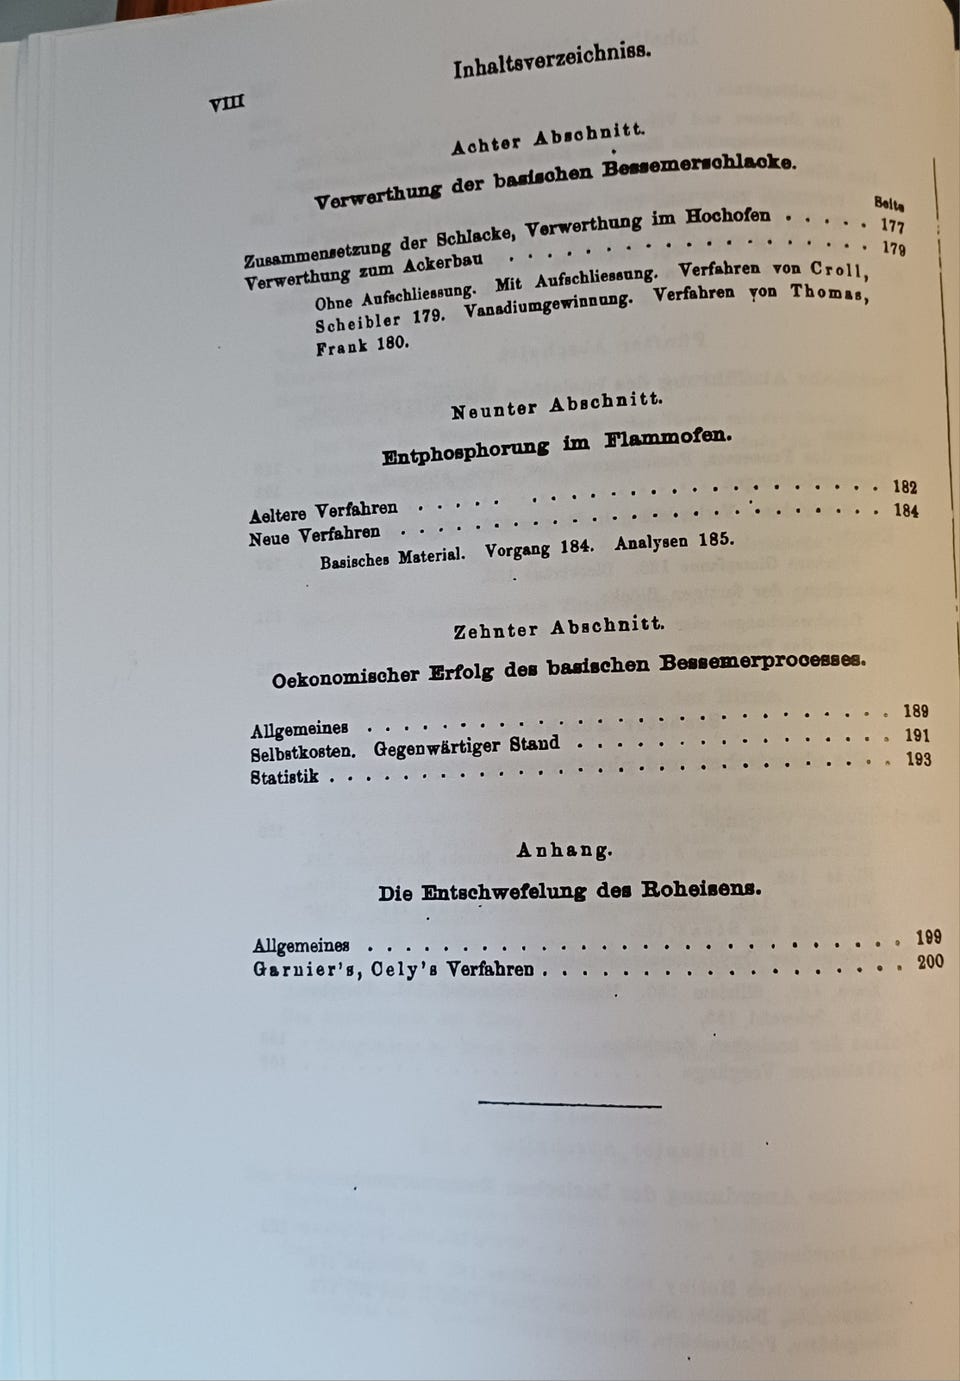 Inhaltsverzeichniss.
VIII
Achter Abschnitt.
Verwerthung der basischen Bessemerschlacke.
Seite
Zusammensetzung der Schlacke, Verwerthung im Hochofen . . . . . 177
Verwerthung zum Ackerbau . . . . . . . . . . . . . . . . . . . 179
Ohne Aufschliessung. Mit Aufschliessung. Verfahren von Croll,
Scheibler 179. Vanadiumgewinnung. Verfahren von Thomas,
Frank 180.
Neunter Abschnitt.
Entphosphorung im Flammofen.
Aeltere Verfahren . . . . . . . . . . . . . . . . . . . . . . . . 182
Neue Verfahren . . . . . . . . . . . . . . . . . . . . . . . . . . 184
Basisches Material. Vorgang 184. Analysen 185.
Zehnter Abschnitt.
Oekonomischer Erfolg des basischen Bessemerprocesses.
Allgemeines . . . . . . . . . . . . . . . . . . . . . . . . . . . . 189
Selbstkosten. Gegenwärtiger Stand . . . . . . . . . . . . . . . . . 191
Statistik . . . . . . . . . . . . . . . . . . . . . . . . . . . . . . 193
Anhang.
Die Entschwefelung des Roheisens.
Allgemeines . . . . . . . . . . . . . . . . . . . . . . . . . . . . 199
Garnier's, Cely's Verfahren . . . . . . . . . . . . . . . . . . . . 200